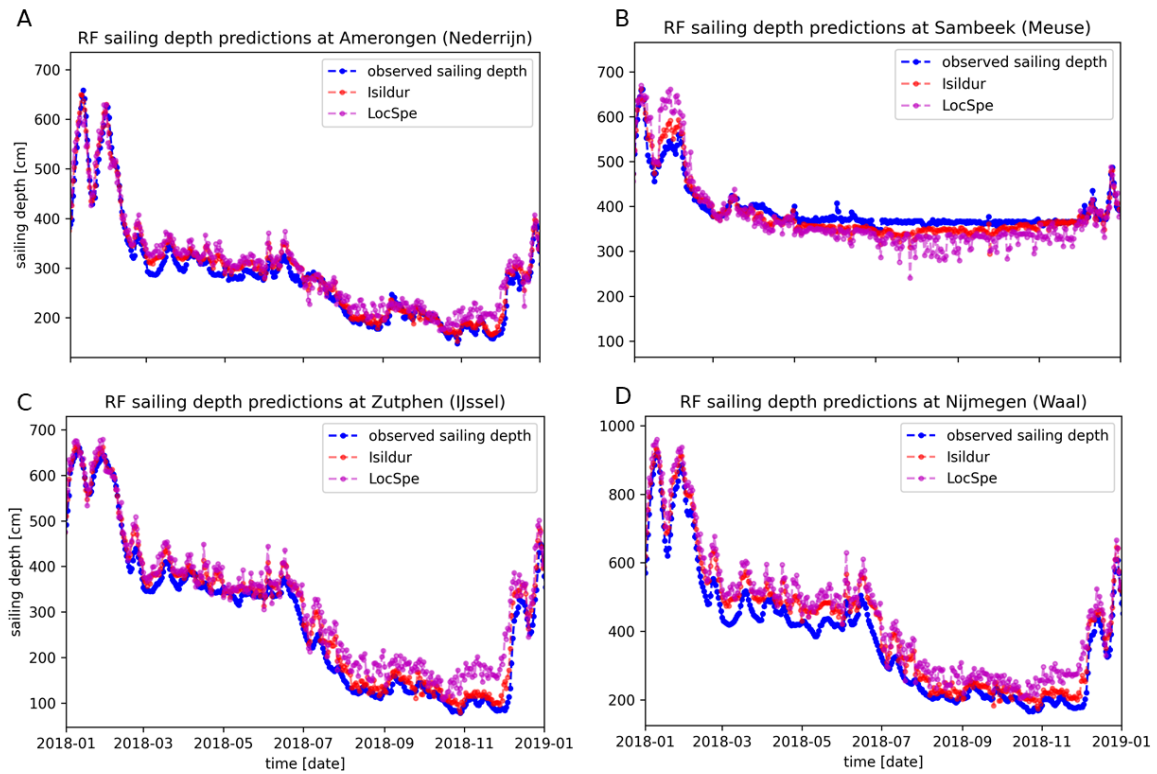 A
RF sailing depth predictions at Amerongen (Nederrijn)
observed sailing depth
Isildur
LocSpe
sailing depth [cm]
700
600
500
400
300
200
B
RF sailing depth predictions at Sambeek (Meuse)
observed sailing depth
Isildur
LocSpe
700
600
500
400
300
200
100
C
RF sailing depth predictions at Zutphen (IJssel)
observed sailing depth
Isildur
LocSpe
sailing depth [cm]
700
600
500
400
300
200
100
2018-01 2018-03 2018-05 2018-07 2018-09 2018-11 2019-01
time [date]
D
RF sailing depth predictions at Nijmegen (Waal)
observed sailing depth
Isildur
LocSpe
1000
800
600
400
200
2018-01 2018-03 2018-05 2018-07 2018-09 2018-11 2019-01
time [date]